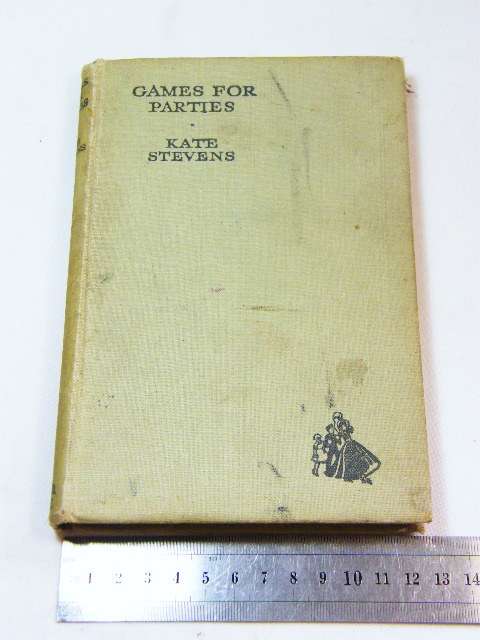 GAMES FOR
PARTIES
KATE
STEVENS
1 2 3 4 5 6 7 8 9 10 11 12 13 14